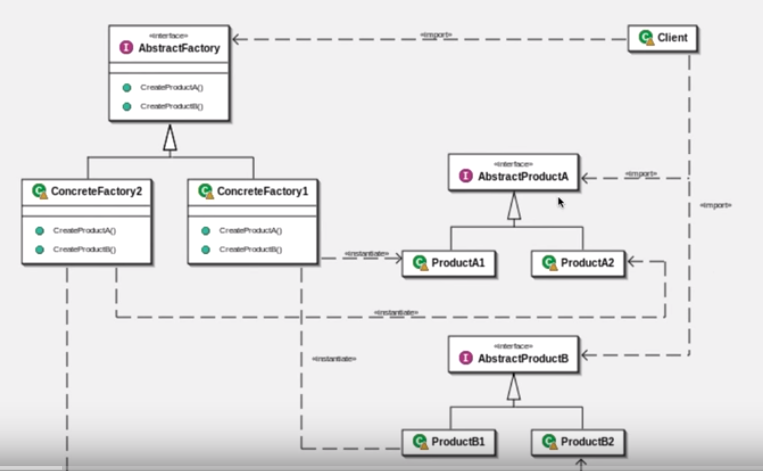 «interface»
AbstractFactory
CreateProductA()
CreateProductB()
«import»
Client
«interface»
AbstractProductA
«import»
«import»
ConcreteFactory2
CreateProductA()
CreateProductB()
ConcreteFactory1
CreateProductA()
CreateProductB()
«instantiate»
ProductA1
ProductA2
«instantiate»
«interface»
AbstractProductB
«instantiate»
ProductB1
ProductB2